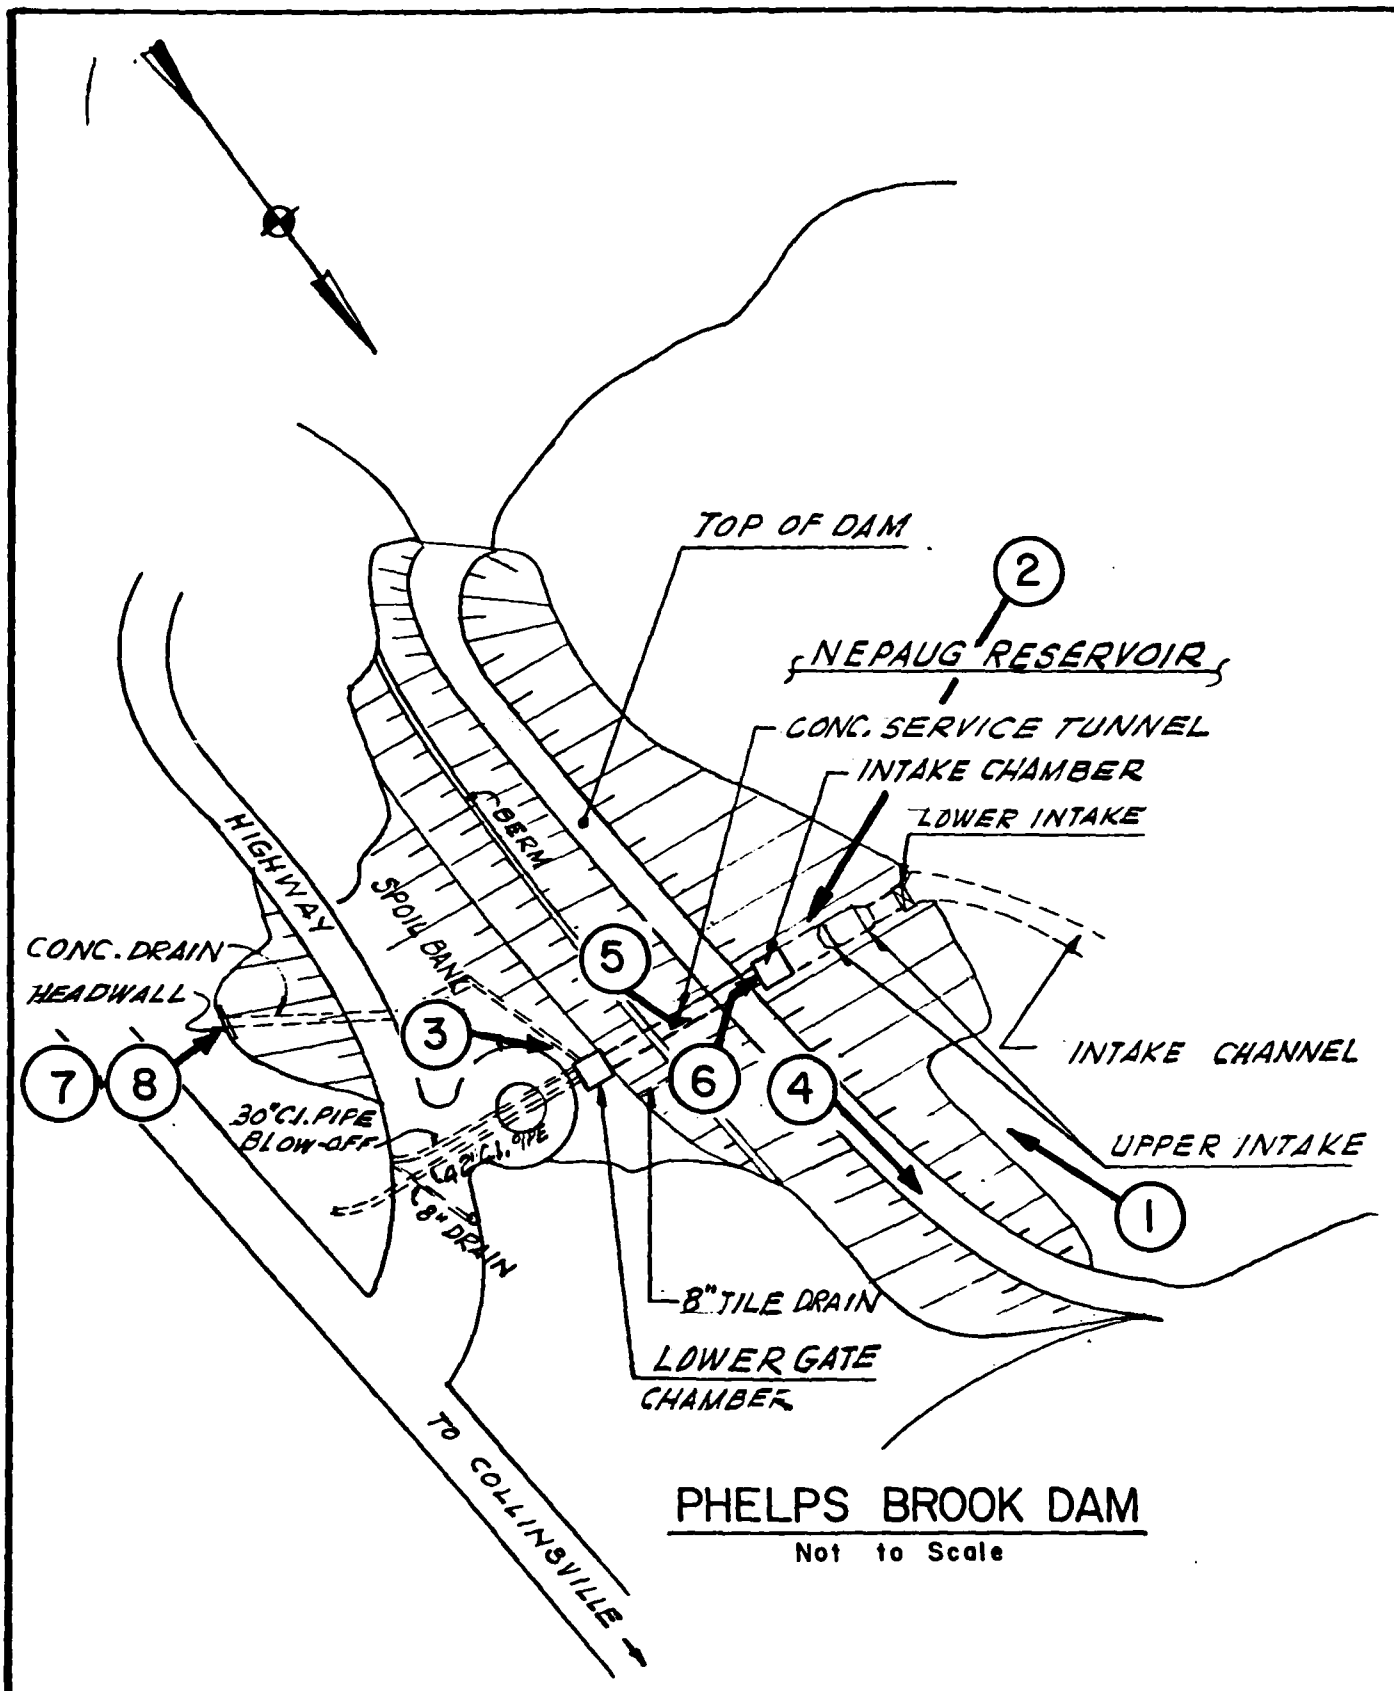 TOP OF DAM
2
NEPAUG RESERVOIR
CONC. SERVICE TUNNEL
INTAKE CHAMBER
LOWER INTAKE
HIGHWAY
BERM
SPOIL BANK
CONC. DRAIN
HEADWALL
5
3
6
4
7
8
INTAKE CHANNEL
30" C.I. PIPE
BLOW-OFF
42" C.I. PIPE
8" DRAIN
UPPER INTAKE
1
8" TILE DRAIN
LOWER GATE
CHAMBER
TO COLLINSVILLE
PHELPS BROOK DAM
Not to Scale